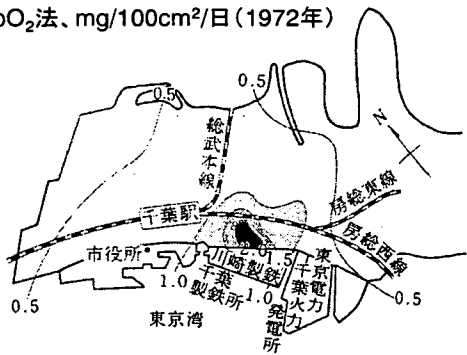 bO₂法、mg/100cm²/日(1972年)
0.5
0.5
N
総武本線
房総東線
房総西線
千葉駅
市役所
2.0
1.5
川崎製鉄
千葉
製鉄所
1.0
1.0
東京電力
千葉火力
発電所
0.5
0.5
東京湾